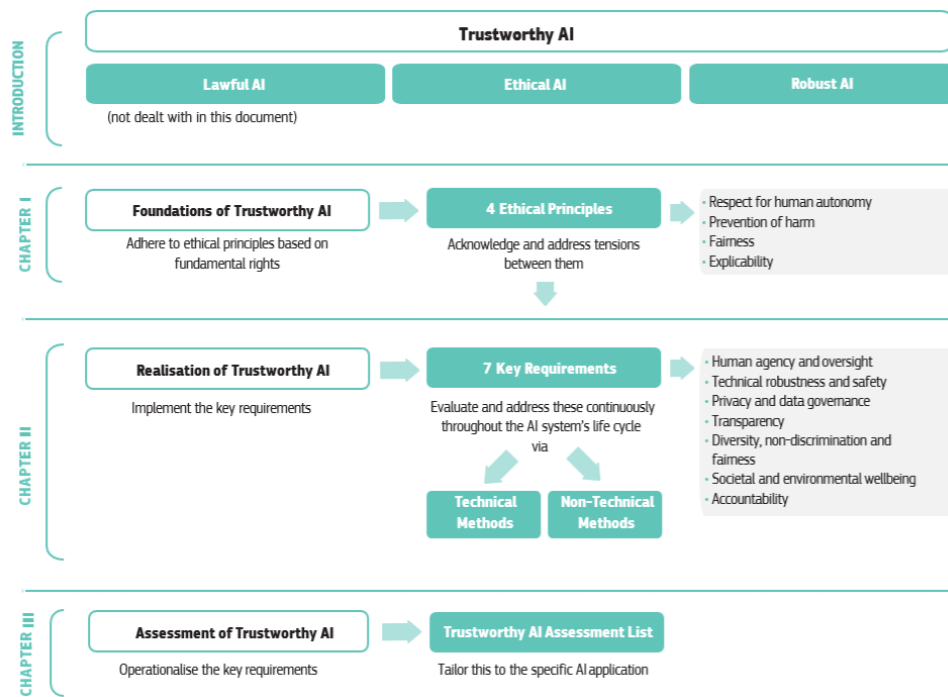 INTRODUCTION
Trustworthy AI
Lawful AI
Ethical AI
Robust AI
(not dealt with in this document)
CHAPTER I
Foundations of Trustworthy AI
Adhere to ethical principles based on
fundamental rights
4 Ethical Principles
Acknowledge and address tensions
between them
• Respect for human autonomy
• Prevention of harm
• Fairness
• Explicability
CHAPTER II
Realisation of Trustworthy AI
Implement the key requirements
7 Key Requirements
Evaluate and address these continuously
throughout the AI system's life cycle
via
Technical
Methods
Non-Technical
Methods
• Human agency and oversight
• Technical robustness and safety
• Privacy and data governance
• Transparency
• Diversity, non-discrimination and
fairness
• Societal and environmental wellbeing
• Accountability
CHAPTER III
Assessment of Trustworthy AI
Operationalise the key requirements
Trustworthy AI Assessment List
Tailor this to the specific AI application